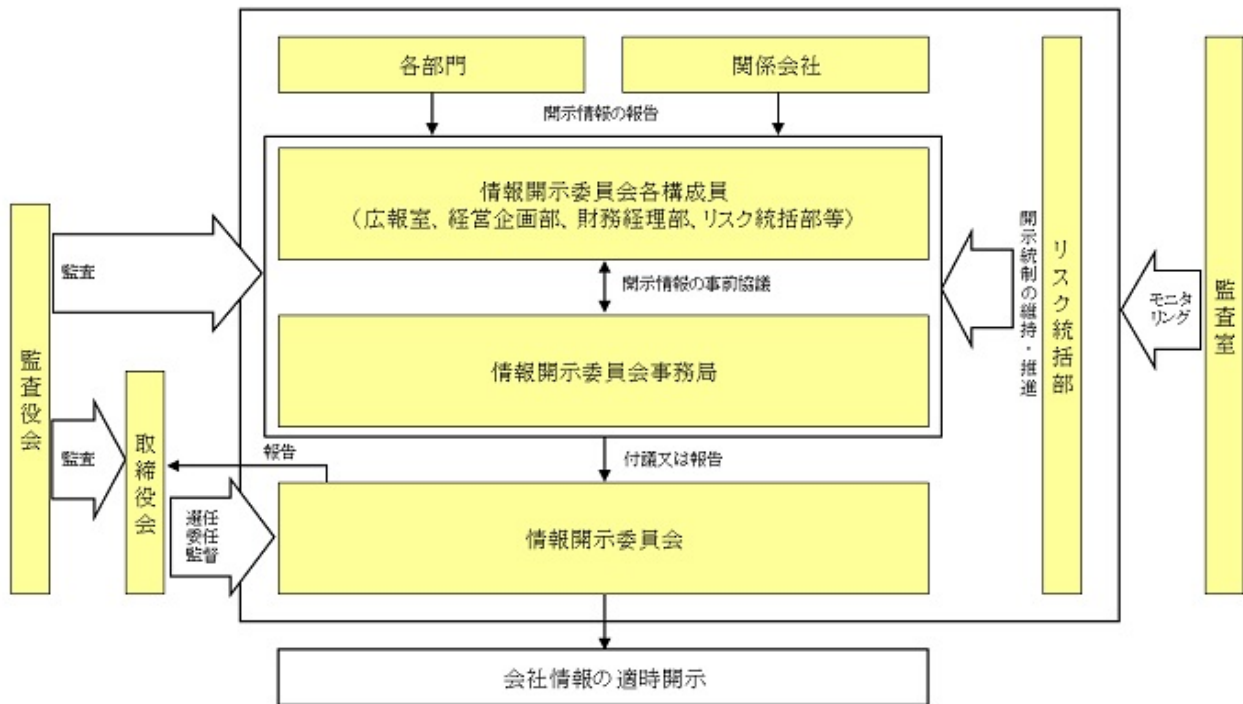 各部門
関係会社
開示情報の報告
情報開示委員会各構成員
（広報室、経営企画部、財務経理部、リスク統括部等）
開示情報の事前協議
情報開示委員会事務局
監査
監査役会
監査
取締役会
報告
付議又は報告
選任
委任
監督
情報開示委員会
開示統制の維持・推進
リスク統括部
モニタ
リング
監査室
会社情報の適時開示